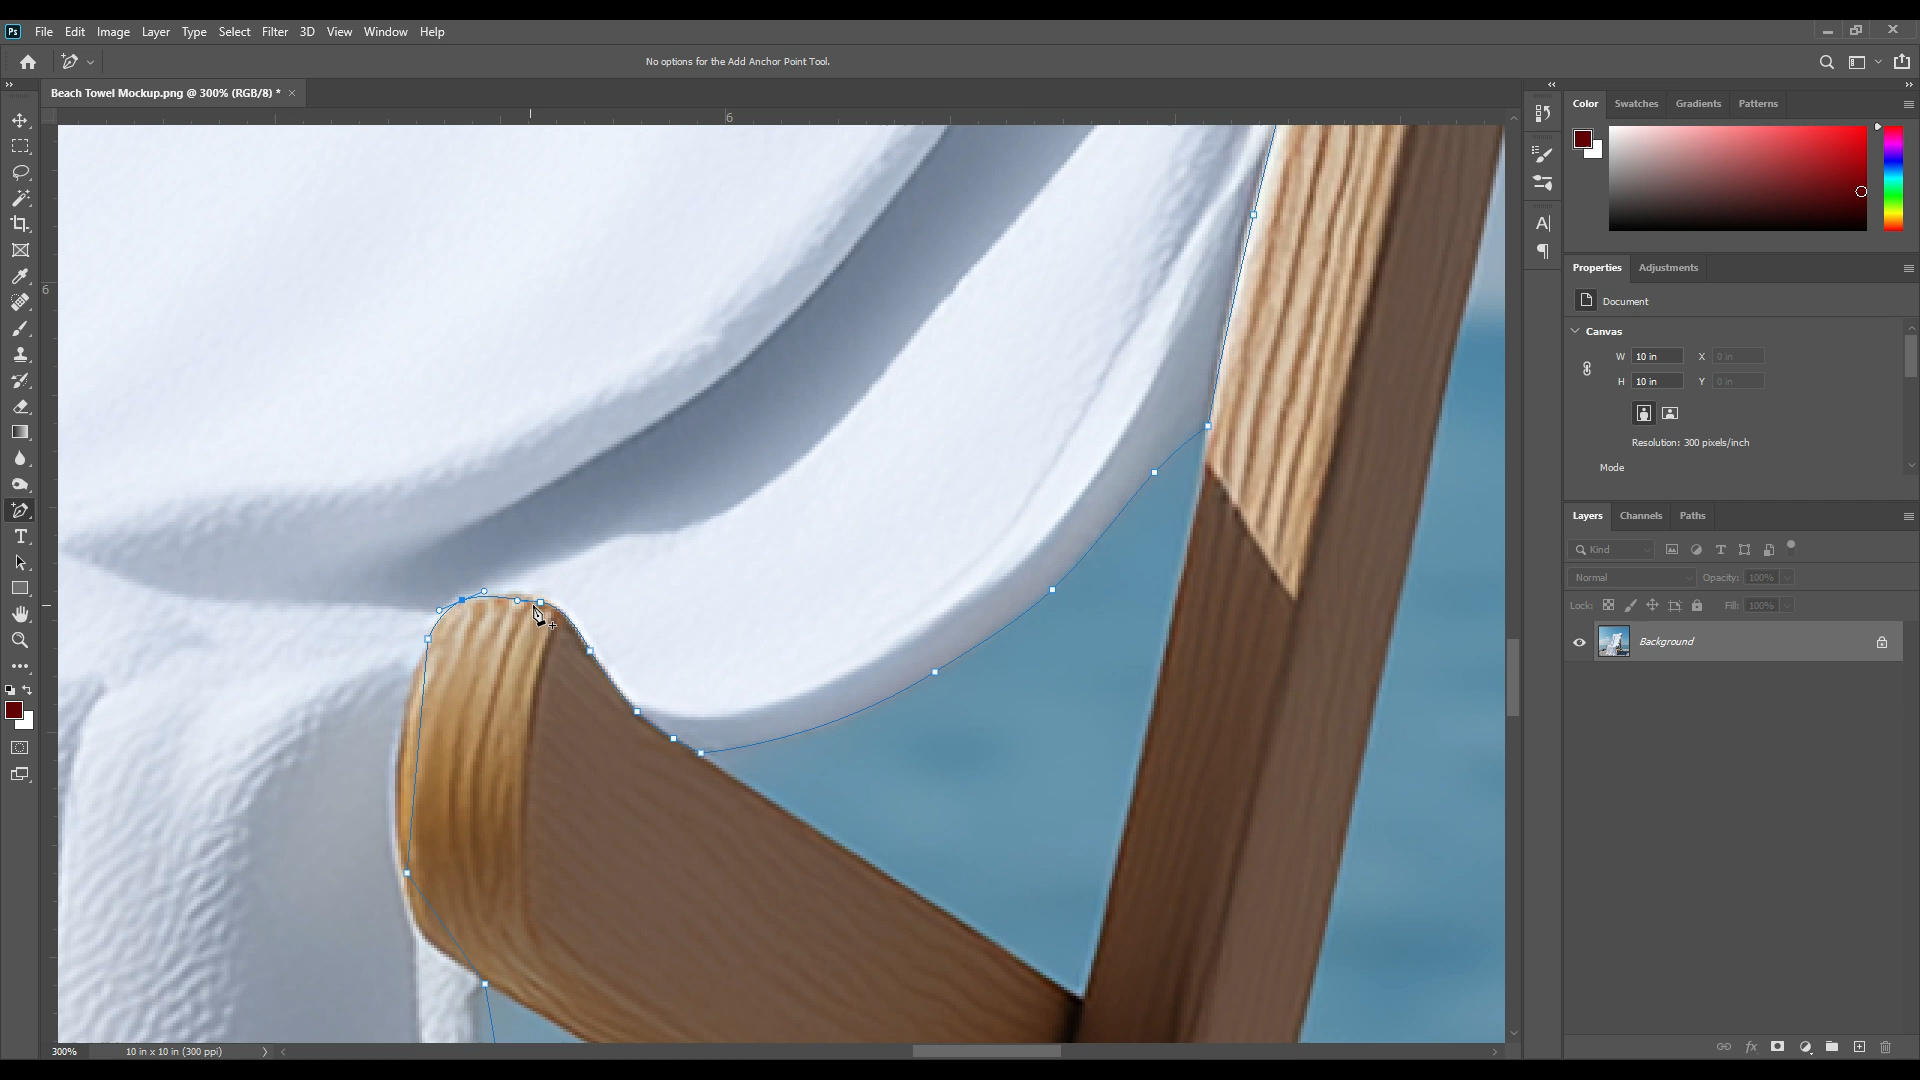 Ps File Edit Image Layer Type Select Filter 3D View Window Help
No options for the Add Anchor Point Tool.
Beach Towel Mockup.png @ 300% (RGB/8) *
6
6
Color Swatches Gradients Patterns
Properties Adjustments
Document
Canvas
W 10 in X 0 in
H 10 in Y 0 in
Resolution: 300 pixels/inch
Mode
Layers Channels Paths
Kind
Normal Opacity: 100%
Lock: Fill: 100%
Background
300% 10 in x 10 in (300 ppi)